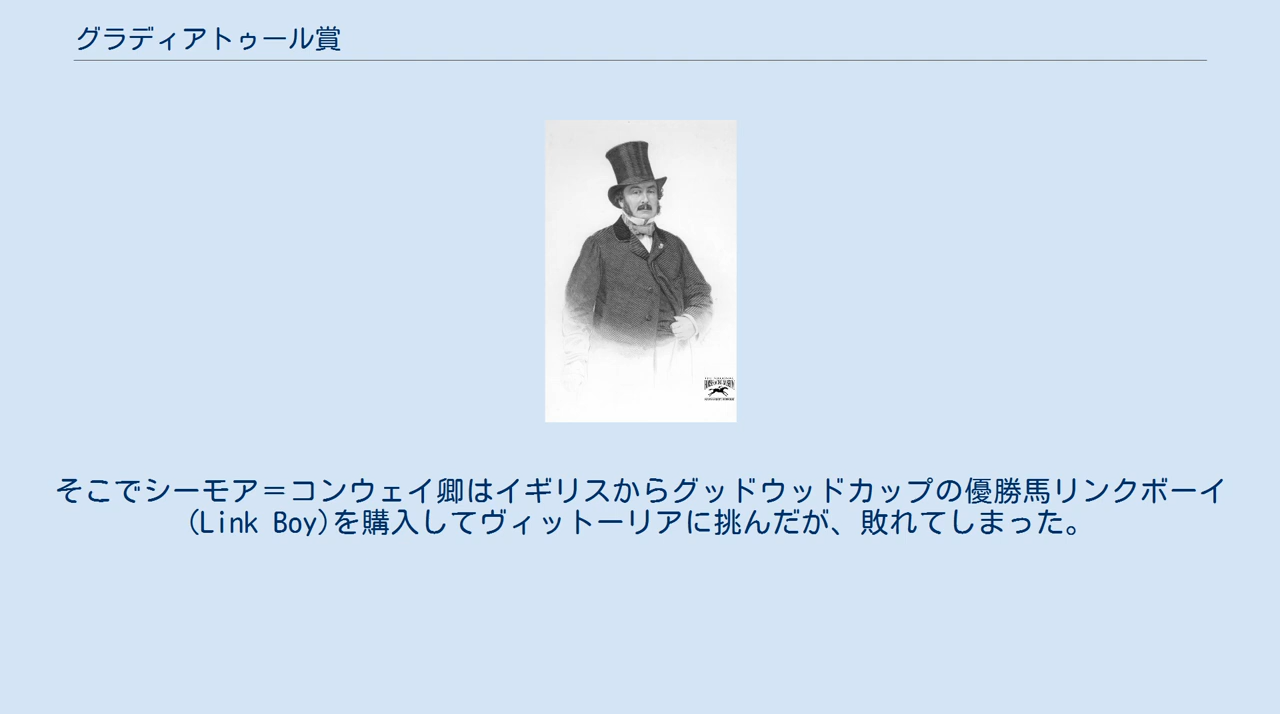 グラディアトゥール賞
そこでシーモア＝コンウェイ卿はイギリスからグッドウッドカップの優勝馬リンクボーイ
(Link Boy)を購入してヴィットーリアに挑んだが、敗れてしまった。